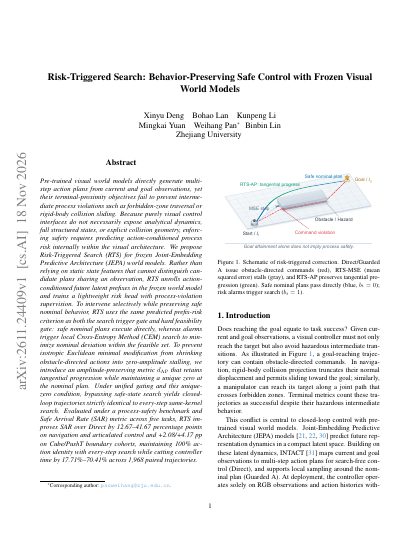 Risk-Triggered Search: Behavior-Preserving Safe Control with Frozen Visual
World Models
Xinyu Deng Bohao Lan Kunpeng Li
Mingkai Yuan Weihang Pan* Binbin Lin
Zhejiang University
arXiv:2611.24409v1 [cs.AI] 18 Nov 2026
Abstract
Pre-trained visual world models directly generate multi-
step action plans from current and goal observations, yet
their terminal-proximity objectives fail to prevent interme-
diate process violations such as forbidden-zone traversal or
rigid-body collision sliding. Because purely visual control
interfaces do not necessarily expose analytical dynamics,
full structured states, or explicit collision geometry, enforc-
ing safety requires predicting action-conditioned process
risk internally within the visual architecture. We propose
Risk-Triggered Search (RTS) for frozen Joint-Embedding
Predictive Architecture (JEPA) world models. Rather than
relying on static state features that cannot distinguish can-
didate plans sharing an observation, RTS unrolls action-
conditioned future latent prefixes in the frozen world model
and trains a lightweight risk head with process-violation
supervision. To intervene selectively while preserving safe
nominal behavior, RTS uses the same predicted prefix-risk
criterion as both the search trigger gate and hard feasibility
gate: safe nominal plans execute directly, whereas alarms
trigger local Cross-Entropy Method (CEM) search to min-
imize nominal deviation within the feasible set. To prevent
isotropic Euclidean minimal modification from shrinking
obstacle-directed actions into zero-amplitude stalling, we
introduce an amplitude-preserving metric dAP that retains
tangential progression while maintaining a unique zero at
the nominal plan. Under unified gating and this unique-
zero condition, bypassing safe-state search yields closed-
loop trajectories strictly identical to every-step same-kernel
search. Evaluated under a process-safety benchmark and
Safe Arrival Rate (SAR) metric across five tasks, RTS im-
proves SAR over Direct by 12.67–41.67 percentage points
on navigation and articulated control and +2.08/+4.17 pp
on Cube/PushT boundary cohorts, maintaining 100% ac-
tion identity with every-step search while cutting controller
time by 17.71%–70.41% across 1,968 paired trajectories.
*Corresponding author.
Safe nominal plan
RTS-AP: tangential progress
Goal / I
MSE stall
Obstacle / Hazard
Start / I
Command violation
Goal attainment alone does not imply process safety
Figure 1. Schematic of risk-triggered correction: Direct/Guarded
A issue obstacle-directed commands (red), RTS-MSE (mean
squared error) stalls (gray), and RTS-AP preserves tangential pro-
gression (green). Safe nominal plans pass directly (blue, bt = 0);
risk alarms trigger search (bt = 1).
1. Introduction
Does reaching the goal equate to task success? Given cur-
rent and goal observations, a visual controller must not only
reach the target but also avoid hazardous intermediate tran-
sitions. As illustrated in Figure 1, a goal-reaching trajec-
tory can contain obstacle-directed commands. In naviga-
tion, rigid-body collision projection truncates their normal
displacement and permits sliding toward the goal; similarly,
a manipulator can reach its target along a joint path that
crosses forbidden zones. Terminal metrics count these tra-
jectories as successful despite their hazardous intermediate
behavior.
This conflict is central to closed-loop control with pre-
trained visual world models. Joint-Embedding Predictive
Architecture (JEPA) models [21, 22, 30] predict future rep-
resentation dynamics in a compact latent space. Building on
these latent dynamics, INTACT [31] maps current and goal
observations to multi-step action plans for search-free con-
trol (Direct), and supports local sampling around the nom-
inal plan (Guarded A). At deployment, the controller oper-
ates solely on RGB observations and action histories with-
1